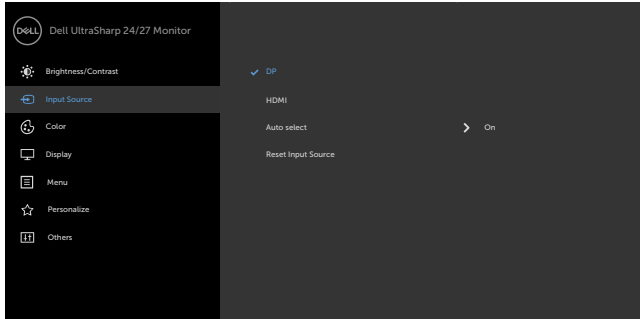 DELL Dell UltraSharp 24/27 Monitor
Brightness/Contrast
Input Source
Color
Display
Menu
Personalize
Others
DP
HDMI
Auto select On
Reset Input Source